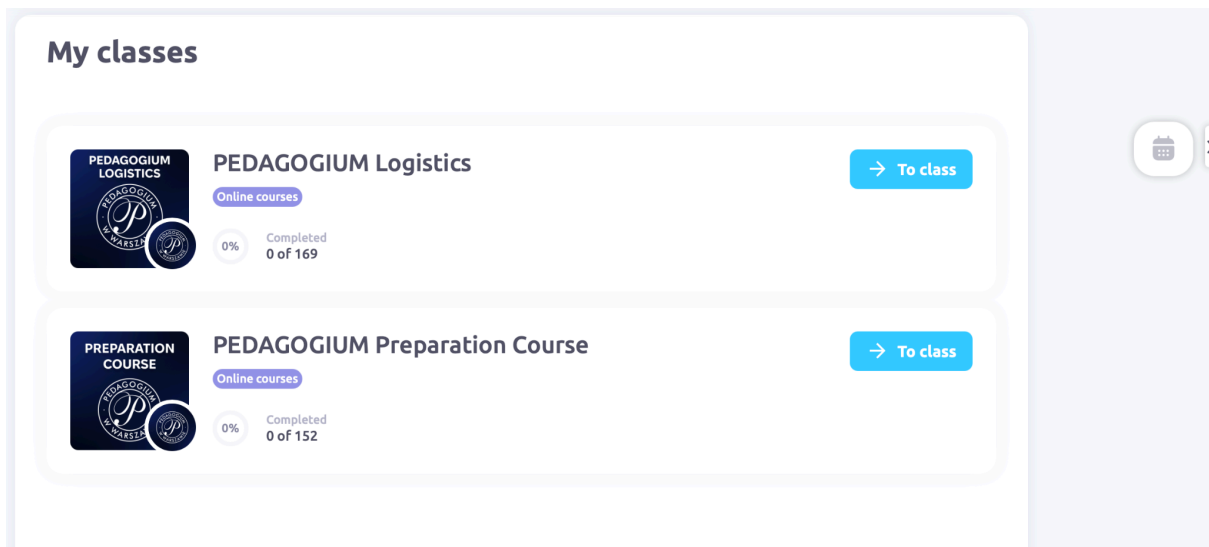 My classes
PEDAGOGIUM
LOGISTICS
PEDAGOGIUM Logistics
Online courses
To class
0%
Completed
0 of 169
PREPARATION
COURSE
PEDAGOGIUM Preparation Course
Online courses
To class
0%
Completed
0 of 152